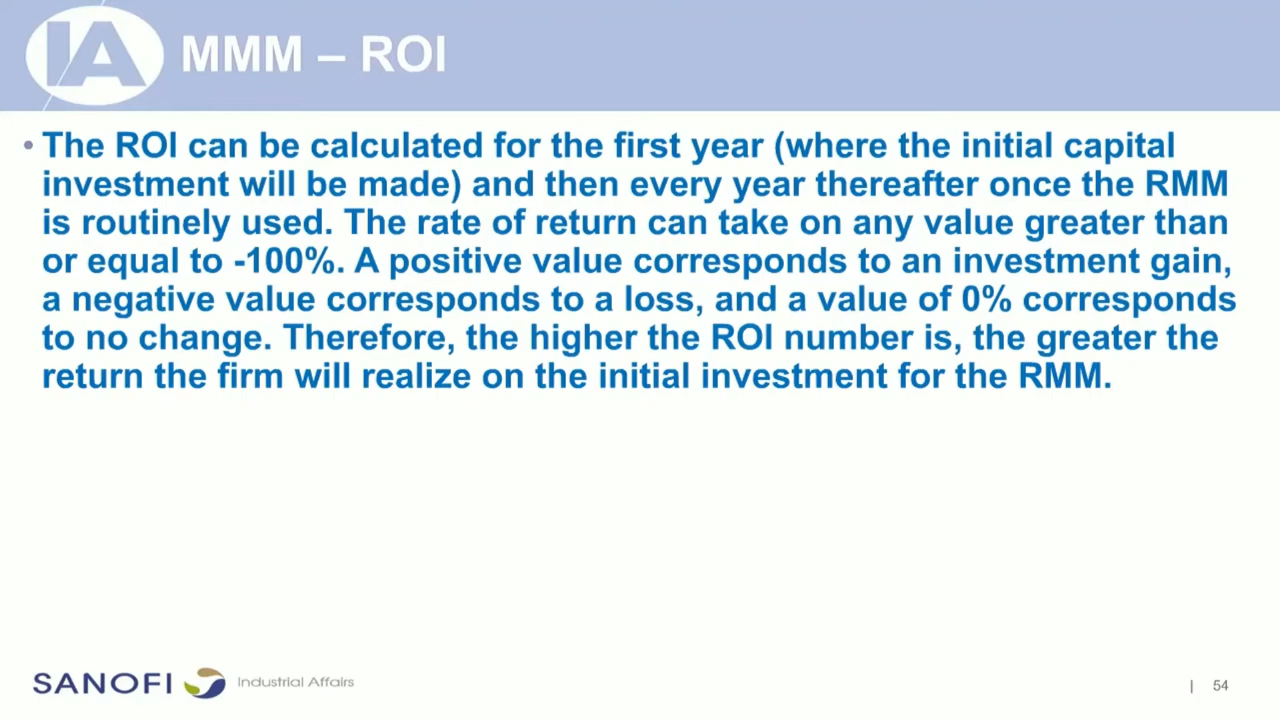 IA
MMM – ROI
• The ROI can be calculated for the first year (where the initial capital
investment will be made) and then every year thereafter once the RMM
is routinely used. The rate of return can take on any value greater than
or equal to -100%. A positive value corresponds to an investment gain,
a negative value corresponds to a loss, and a value of 0% corresponds
to no change. Therefore, the higher the ROI number is, the greater the
return the firm will realize on the initial investment for the RMM.
SANOFI Industrial Affairs
| 54